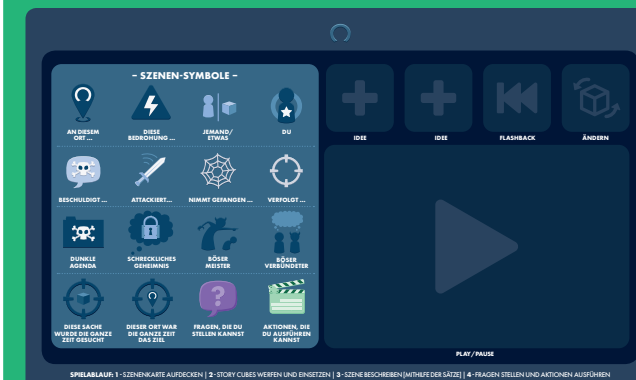 – SZENEN-SYMBOLE –
AN DIESEM
ORT ...
DIESE
BEDROHUNG ...
JEMAND/
ETWAS
DU
BESCHULDIGT ...
ATTACKIERT...
NIMMT GEFANGEN ...
VERFOLGT ...
DUNKLE
AGENDA
SCHRECKLICHES
GEHEIMNIS
BÖSER
MEISTER
BÖSER
VERBÜNDETER
DIESE SACHE
WURDE DIE GANZE
ZEIT GESUCHT
DIESER ORT WAR
DIE GANZE ZEIT
DAS ZIEL
FRAGEN, DIE DU
STELLEN KANNST
AKTIONEN, DIE
DU AUSFÜHREN
KANNST
IDEE
IDEE
FLASHBACK
ÄNDERN
PLAY/PAUSE
SPIELABLAUF: 1 - SZENENKARTE AUFDECKEN | 2 - STORY CUBES WERFEN UND EINSETZEN | 3 - SZENE BESCHREIBEN (MITHILFE DER SÄTZE) | 4 - FRAGEN STELLEN UND AKTIONEN AUSFÜHREN